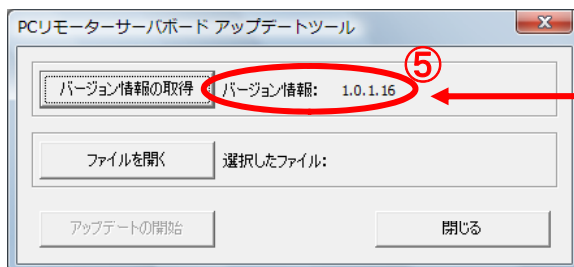 PCリモーターサーバボード アップデートツール
⑤
バージョン情報の取得 バージョン情報: 1.0.1.16
ファイルを開く 選択したファイル:
アップデートの開始 閉じる